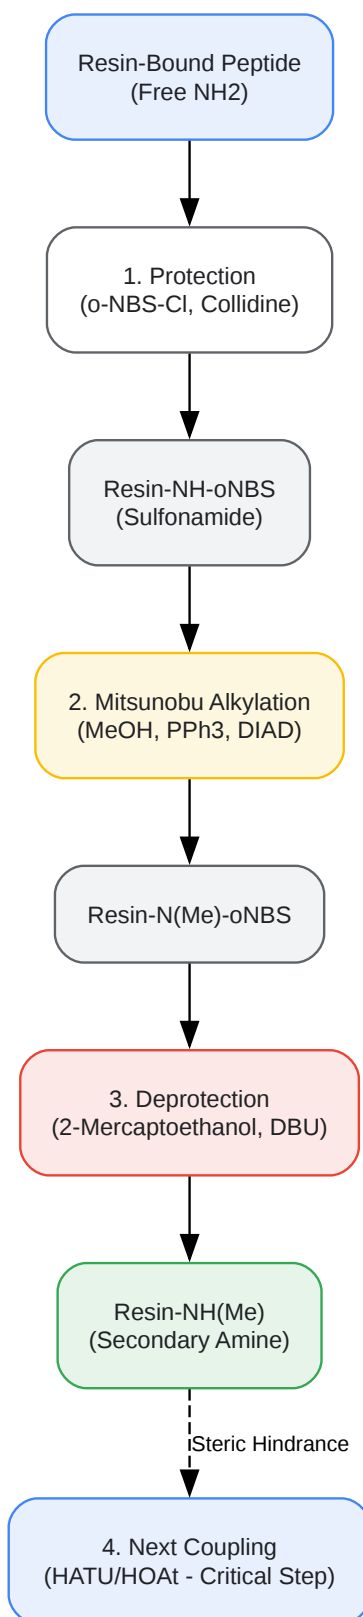 Resin-Bound Peptide
(Free NH2)
1. Protection
(o-NBS-Cl, Collidine)
Resin-NH-oNBS
(Sulfonamide)
2. Mitsunobu Alkylation
(MeOH, PPh3, DIAD)
Resin-N(Me)-oNBS
3. Deprotection
(2-Mercaptoethanol, DBU)
Resin-NH(Me)
(Secondary Amine)
Steric Hindrance
4. Next Coupling
(HATU/HOAt - Critical Step)